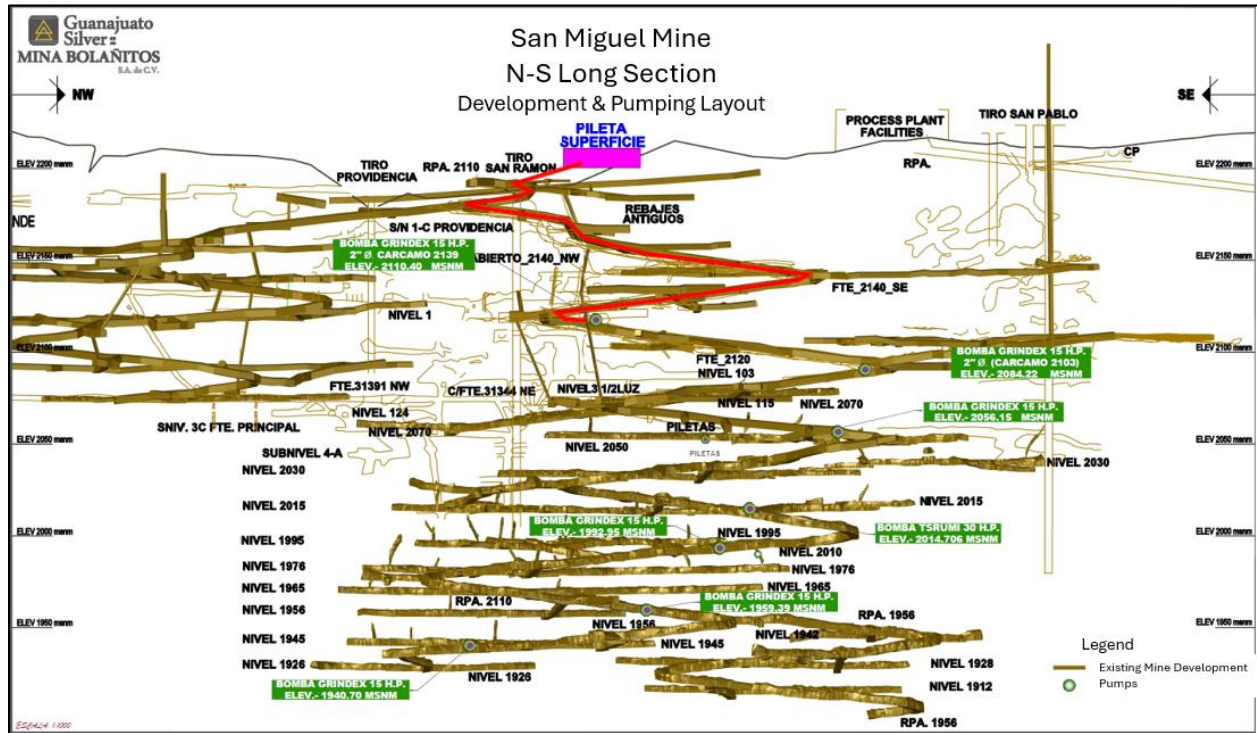 Guanajuato
Silver
MINA BOLAÑITOS
S.A. de C.V.
San Miguel Mine
N-S Long Section
Development & Pumping Layout
NW
SE
PILETA
SUPERFICIE
PROCESS PLANT
FACILITIES
TIRO SAN PABLO
RPA.
CP
ELEV 2200 msnm
ELEV 2200 msnm
TIRO
PROVIDENCIA
RPA. 2110
TIRO
SAN RAMON
REBAJES
ANTIGUOS
NDE
S/N 1-C PROVIDENCIA
BOMBA GRINDEX 15 H.P.
2" Ø. CARCAMO 2139
ELEV.- 2110.40 MSNM
ABIERTO_2140_NW
ELEV 2150 msnm
ELEV 2150 msnm
FTE_2140_SE
NIVEL 1
ELEV 2100 msnm
ELEV 2100 msnm
BOMBA GRINDEX 15 H.P.
2" Ø. (CARCAMO 2103)
ELEV.- 2084.22 MSNM
FTE_2120
NIVEL 103
FTE.31391 NW
C/FTE.31344 NE
NIVEL3 1/2LUZ
NIVEL 115
NIVEL 2070
NIVEL 124
BOMBA GRINDEX 15 H.P.
ELEV.- 2056.15 MSNM
SNIV. 3C FTE. PRINCIPAL
NIVEL 2070
PILETAS
ELEV 2050 msnm
ELEV 2050 msnm
NIVEL 2050
PILETAS
SUBNIVEL 4-A
NIVEL 2030
NIVEL 2030
NIVEL 2015
NIVEL 2015
BOMBA GRINDEX 15 H.P.
ELEV.- 1992.95 MSNM
BOMBA TSRUMI 30 H.P.
ELEV.- 2014.706 MSNM
ELEV 2000 msnm
ELEV 2000 msnm
NIVEL 1995
NIVEL 1995
NIVEL 2010
NIVEL 1976
NIVEL 1976
NIVEL 1965
NIVEL 1965
BOMBA GRINDEX 15 H.P.
ELEV.- 1959.39 MSNM
NIVEL 1956
RPA. 2110
RPA. 1956
ELEV 1950 msnm
ELEV 1950 msnm
NIVEL 1956
NIVEL 1942
NIVEL 1945
NIVEL 1945
NIVEL 1926
NIVEL 1926
NIVEL 1928
BOMBA GRINDEX 15 H.P.
ELEV.- 1940.70 MSNM
NIVEL 1912
RPA. 1956
Legend
Existing Mine Development
Pumps
ESCALA 1:1000